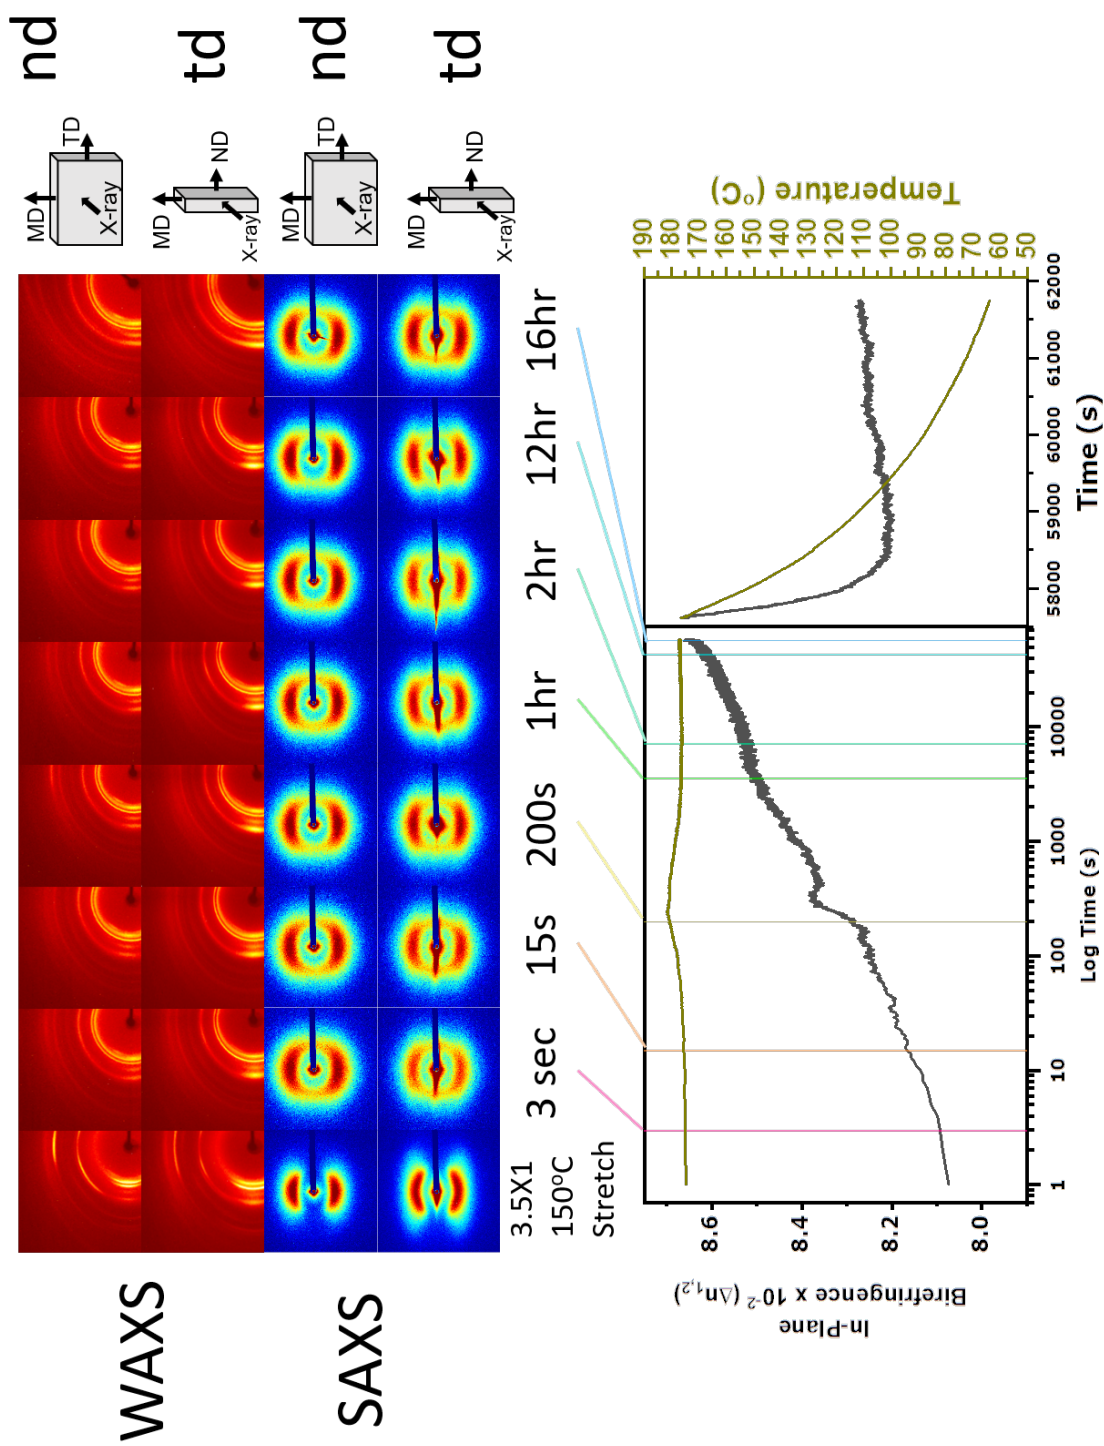 WAXS
SAXS
MD
TD
X-ray
nd
MD
ND
X-ray
td
MD
TD
X-ray
nd
MD
ND
X-ray
td
3.5X1
150°C
Stretch
3 sec
15s
200s
1hr
2hr
12hr
16hr
In-Plane
Birefringence x 10⁻² (Δn₁,₂)
8.6
8.4
8.2
8.0
1
10
100
1000
10000
Log Time (s)
58000
59000
60000
61000
62000
Time (s)
190
180
170
160
150
140
130
120
110
100
90
80
70
60
50
Temperature (°C)